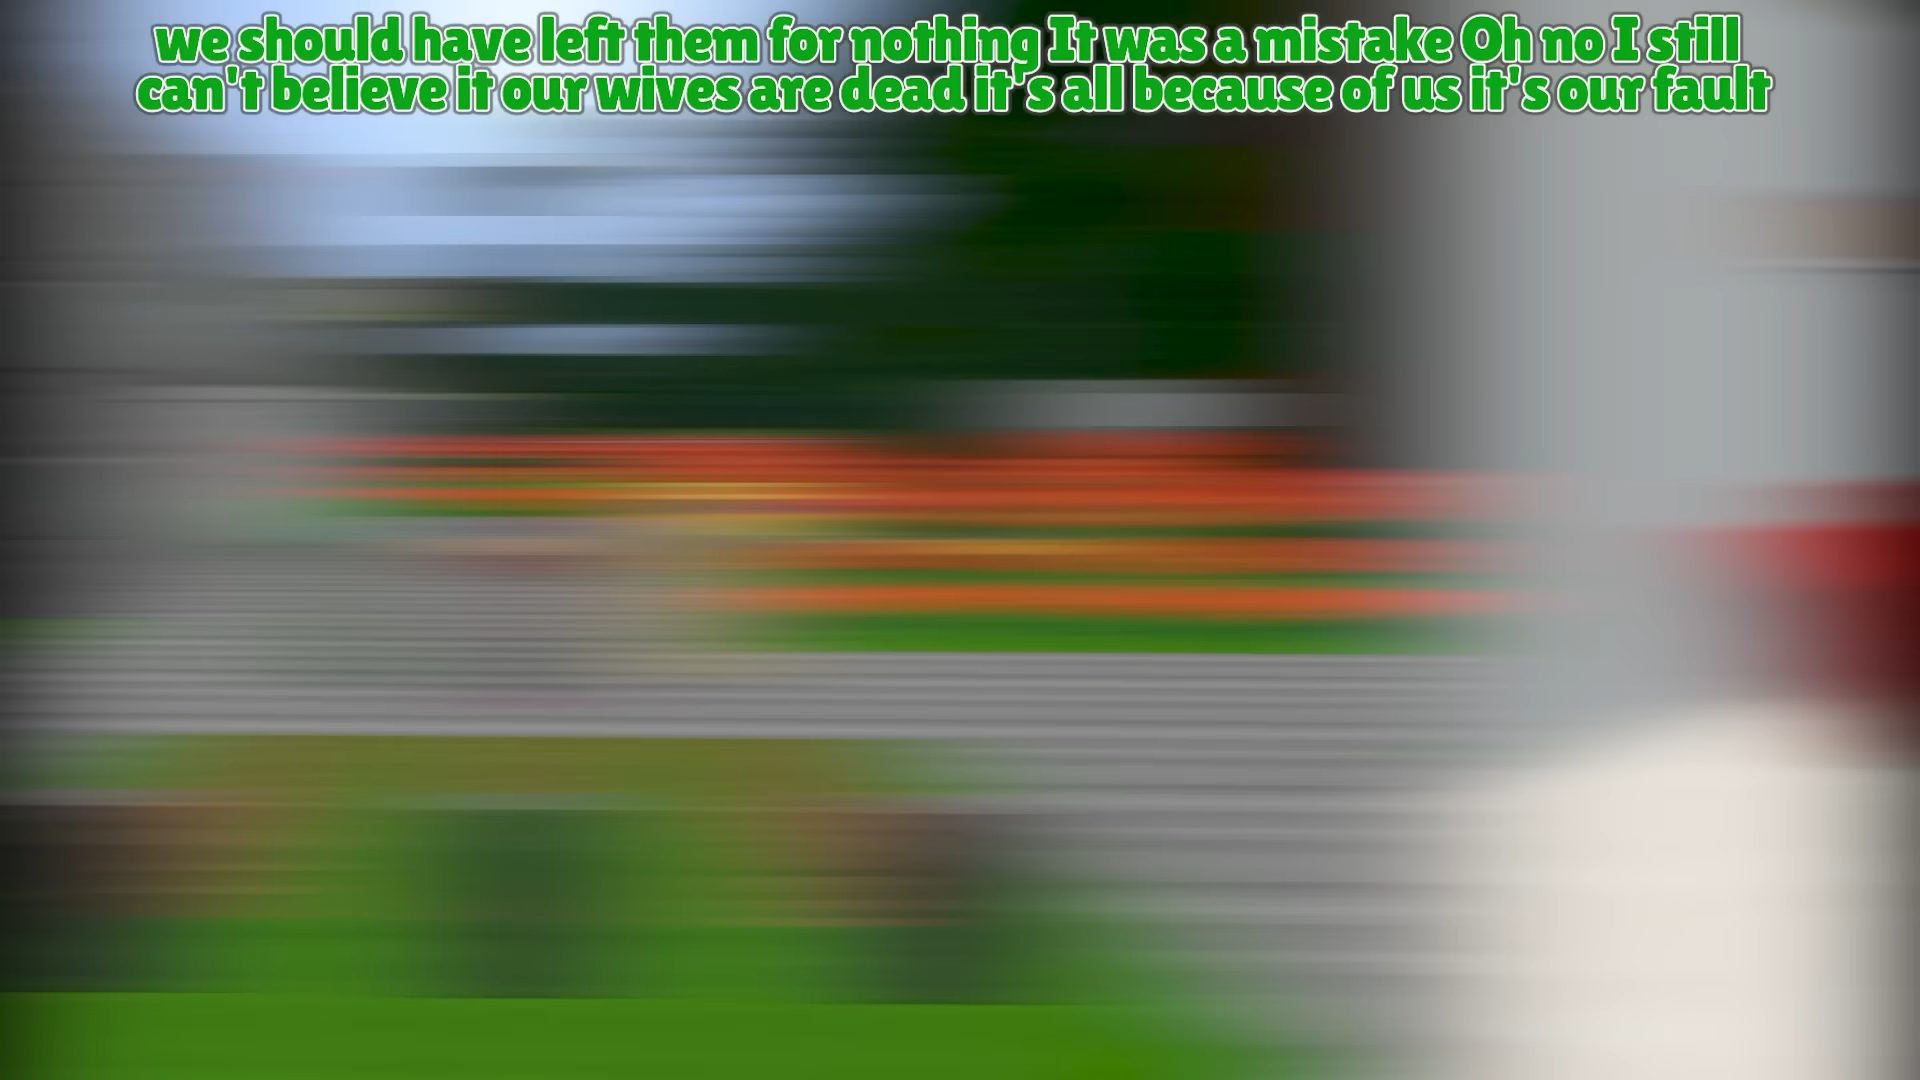 we should have left them for nothing It was a mistake Oh no I still
can't believe it our wives are dead it's all because of us it's our fault